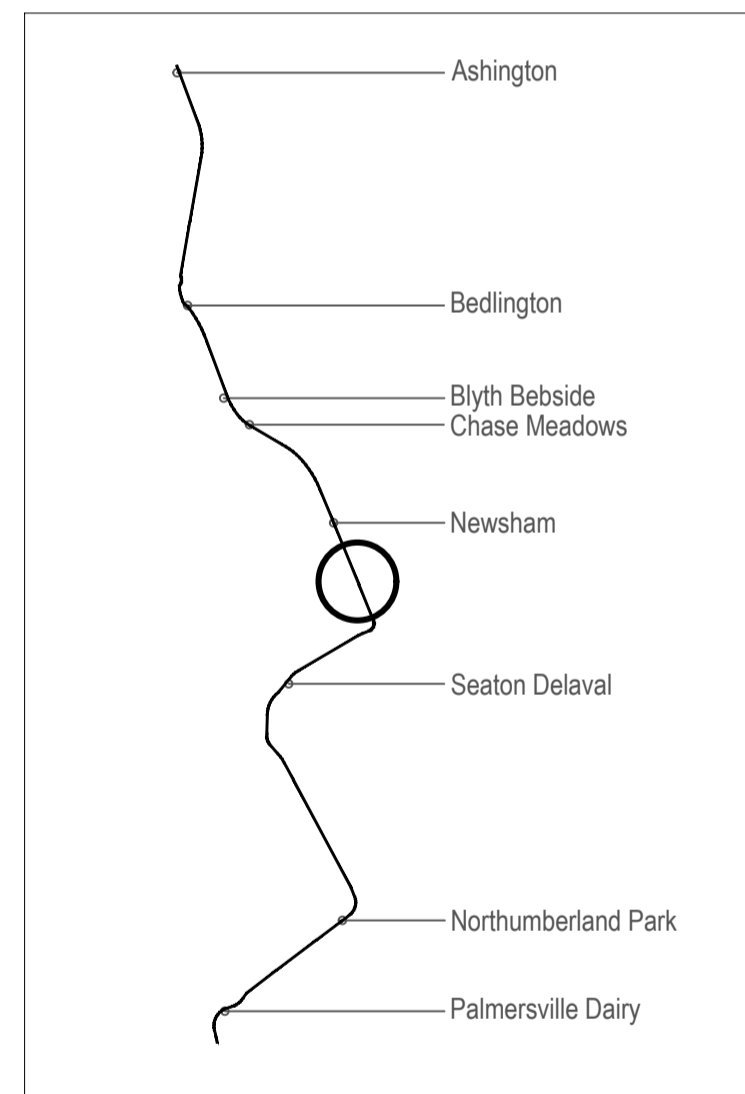 Ashington
Bedlington
Blyth Bebside
Chase Meadows
Newsham
Seaton Delaval
Northumberland Park
Palmersville Dairy